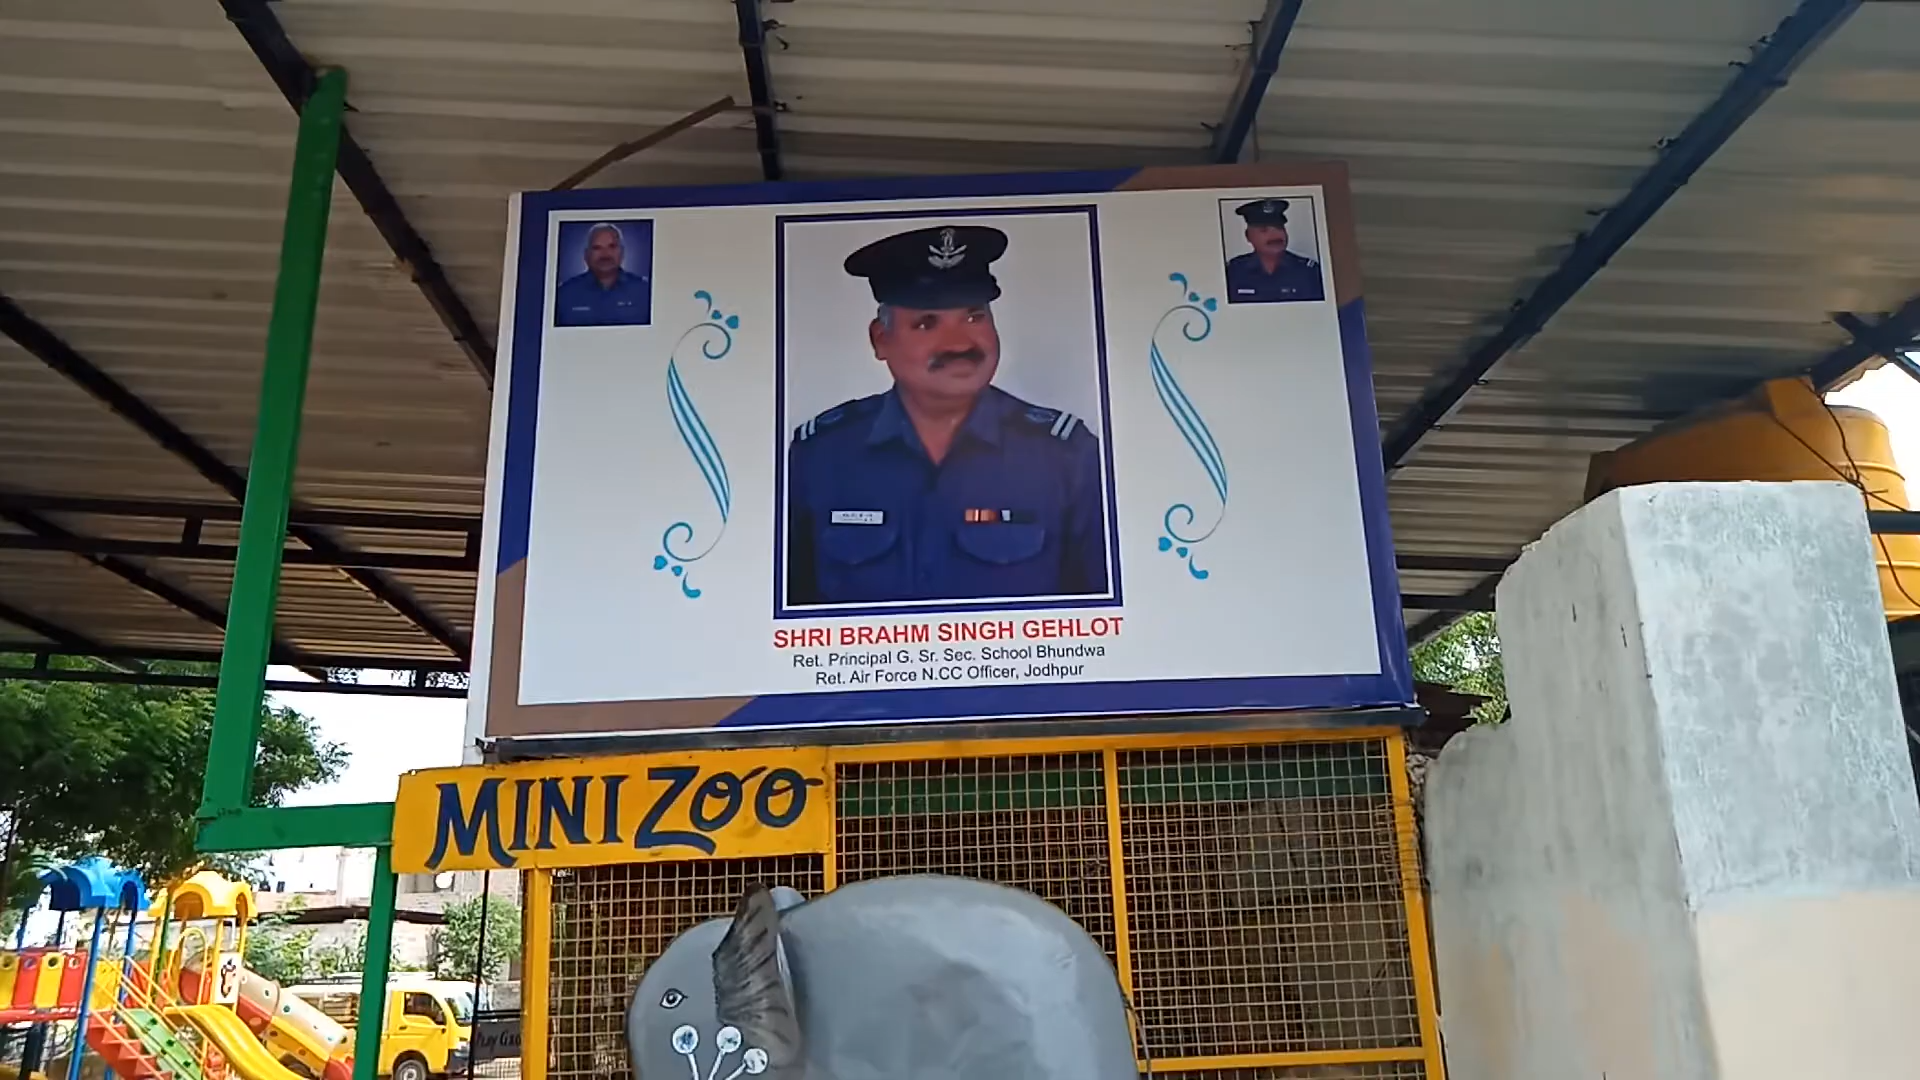 SHRI BRAHM SINGH GEHLOT
Ret. Principal G. Sr. Sec. School Bhundwa
Ret. Air Force N.CC Officer, Jodhpur
MINI ZOO